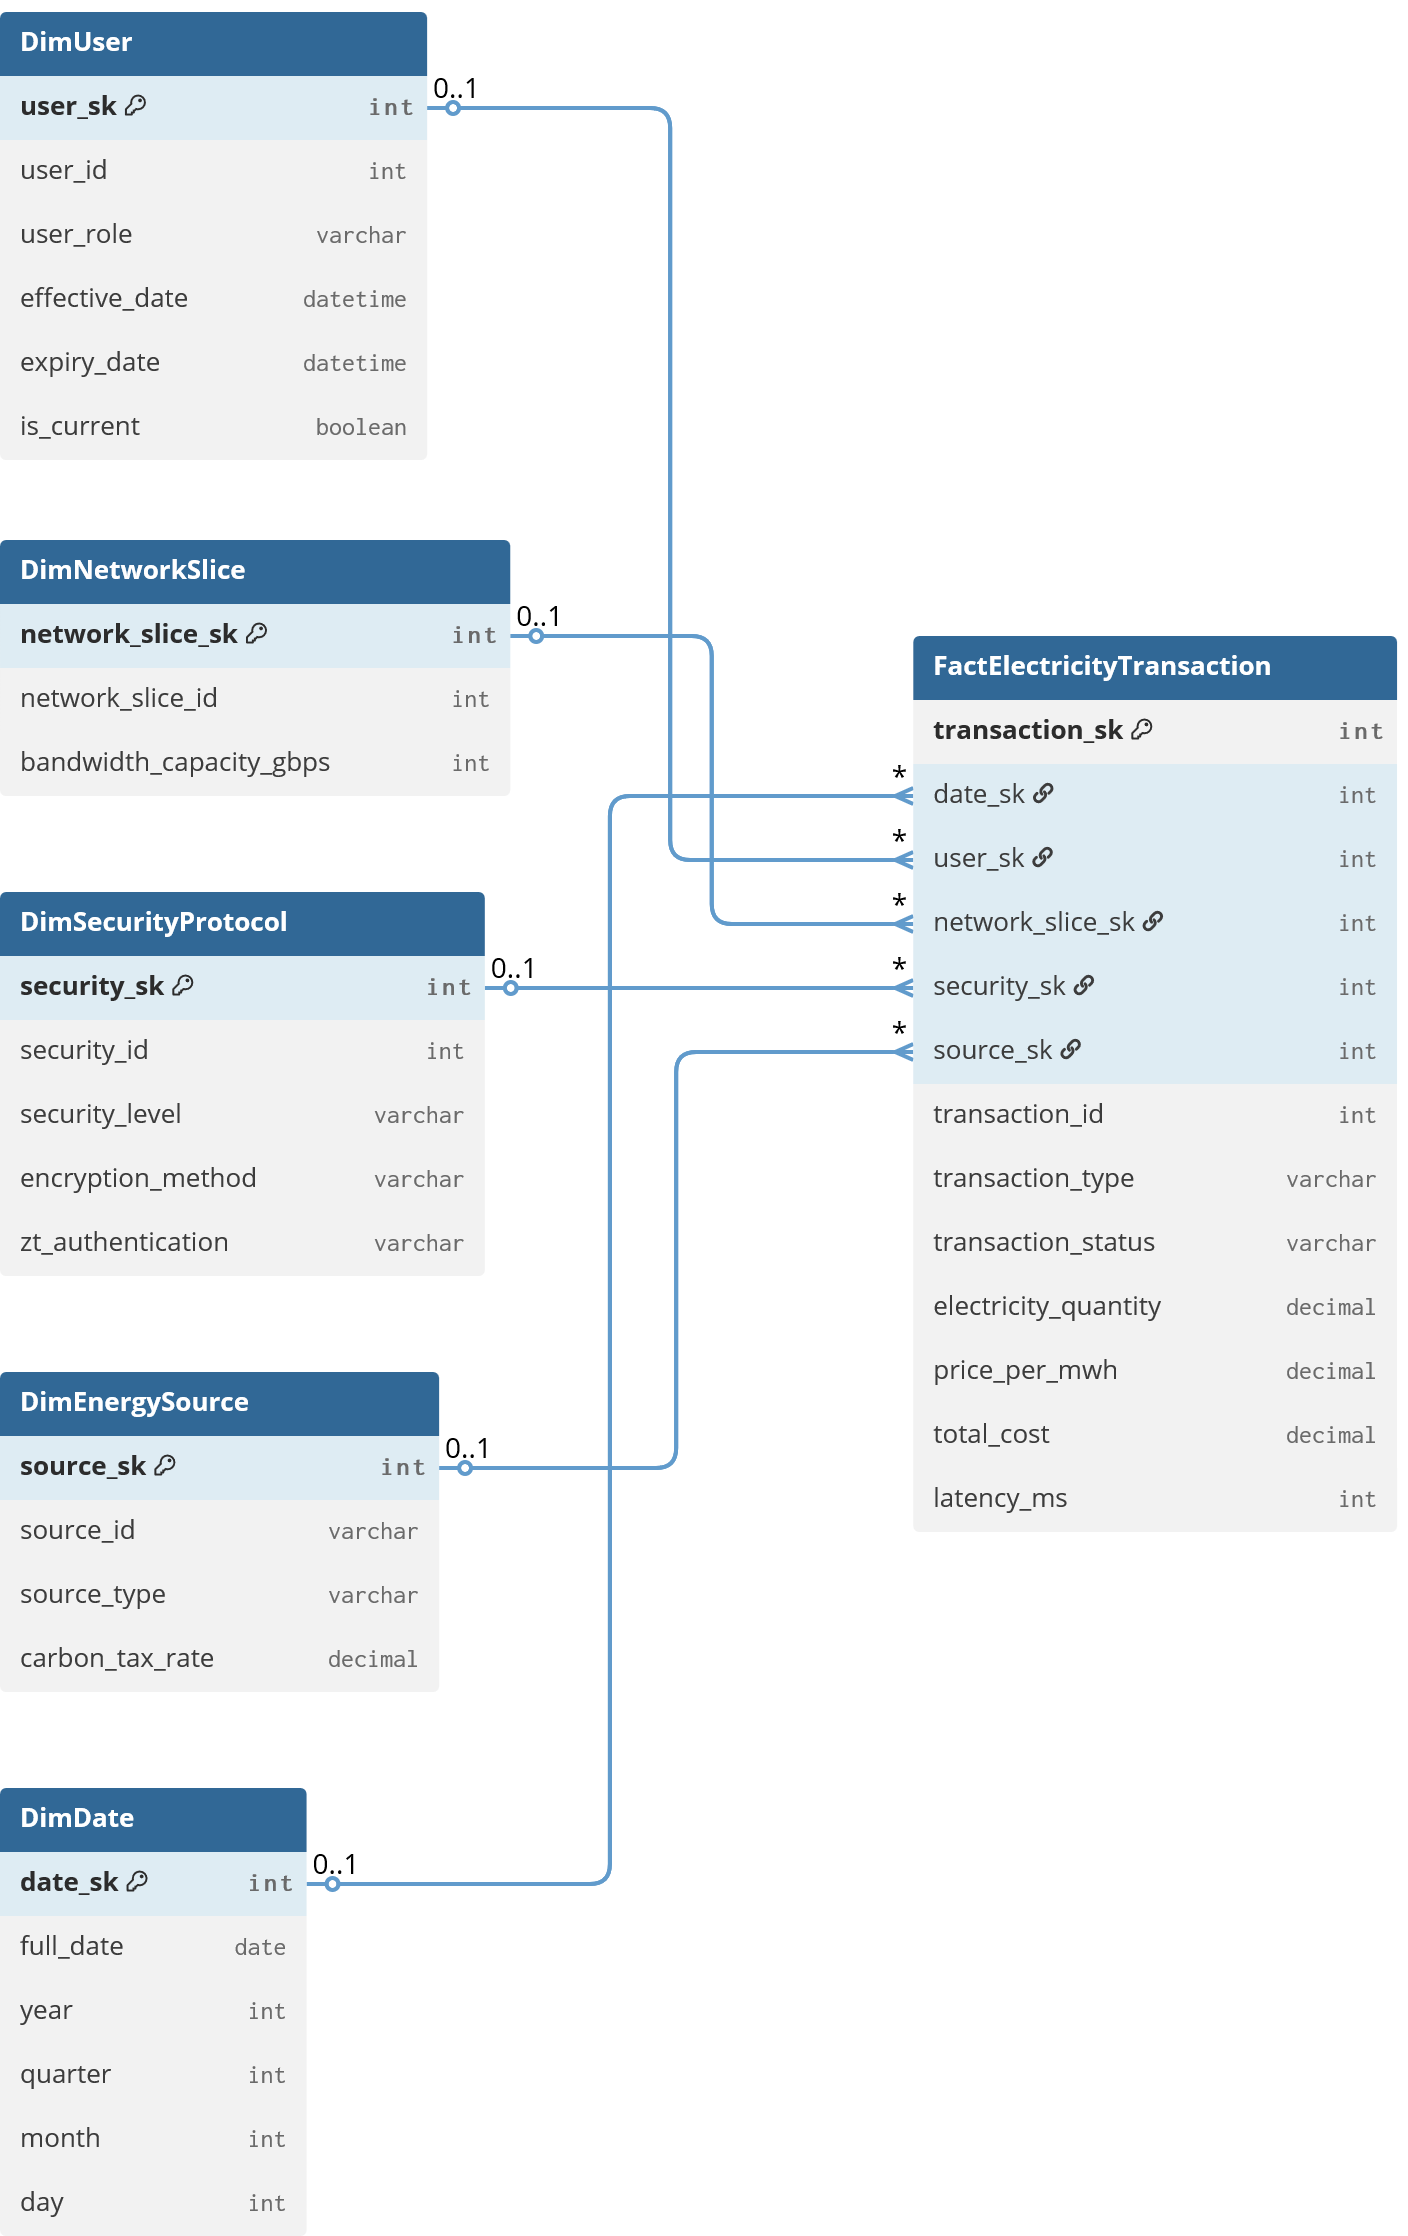 DimUser
user_sk int
0..1
user_id int
user_role varchar
effective_date datetime
expiry_date datetime
is_current boolean
DimNetworkSlice
network_slice_sk int
0..1
network_slice_id int
bandwidth_capacity_gbps int
DimSecurityProtocol
security_sk int
0..1
security_id int
security_level varchar
encryption_method varchar
zt_authentication varchar
DimEnergySource
source_sk int
0..1
source_id varchar
source_type varchar
carbon_tax_rate decimal
DimDate
date_sk int
0..1
full_date date
year int
quarter int
month int
day int
FactElectricityTransaction
transaction_sk int
*
date_sk int
*
user_sk int
*
network_slice_sk int
*
security_sk int
*
source_sk int
transaction_id int
transaction_type varchar
transaction_status varchar
electricity_quantity decimal
price_per_mwh decimal
total_cost decimal
latency_ms int